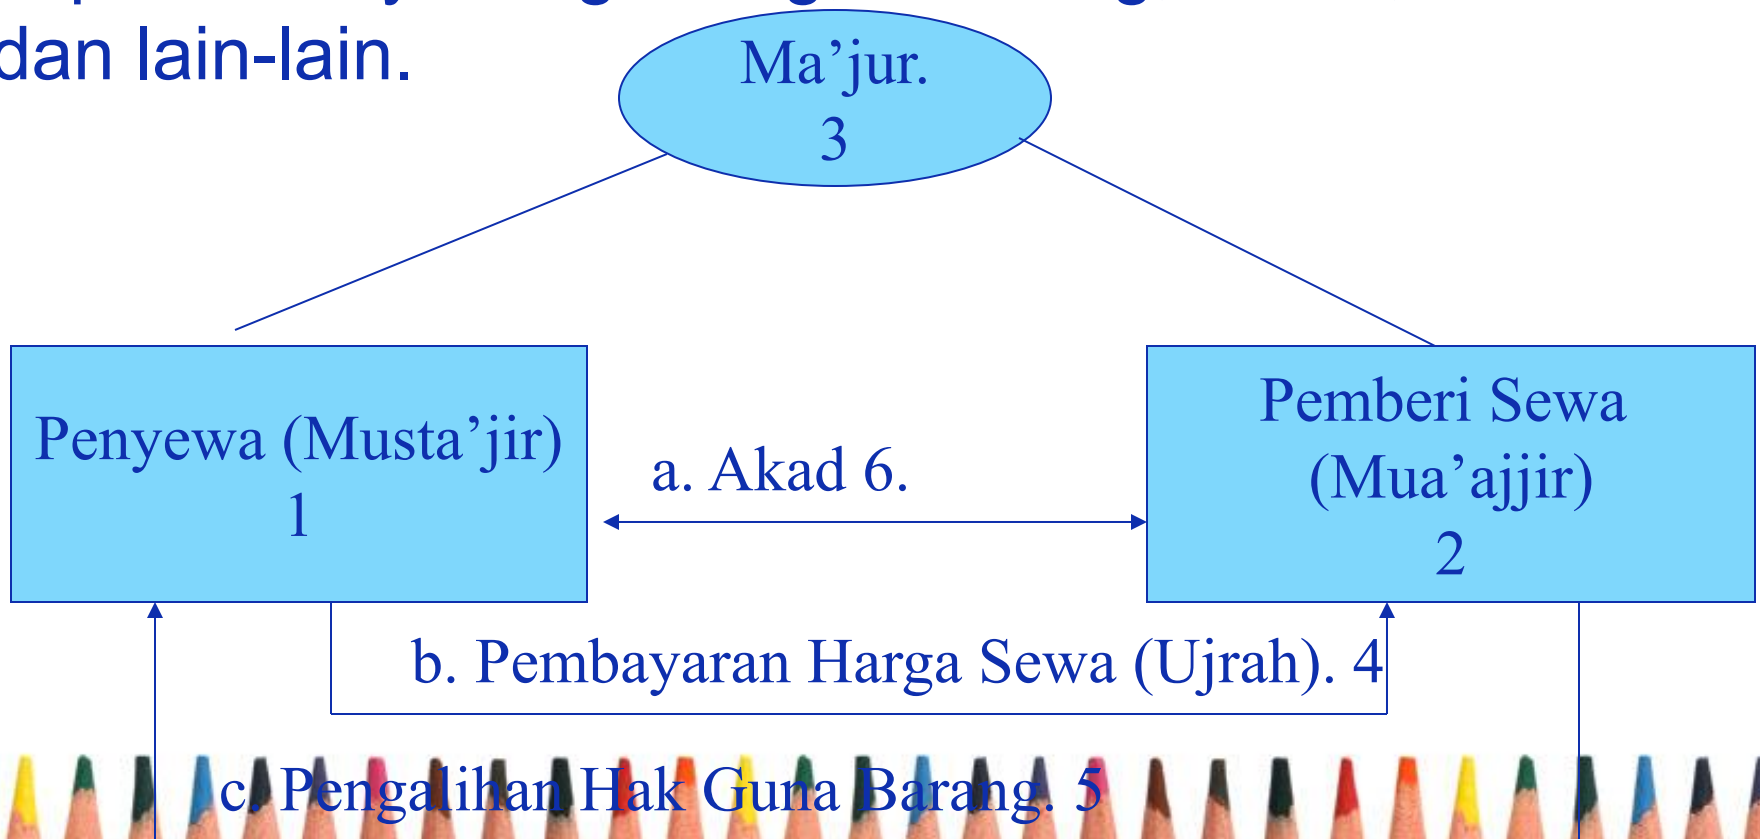 dan lain-lain.
Ma’jur.
3
Penyewa (Musta’jir)
1
Pemberi Sewa
(Mua’ajjir)
2
a. Akad 6.
b. Pembayaran Harga Sewa (Ujrah). 4
c. Pengalihan Hak Guna Barang. 5